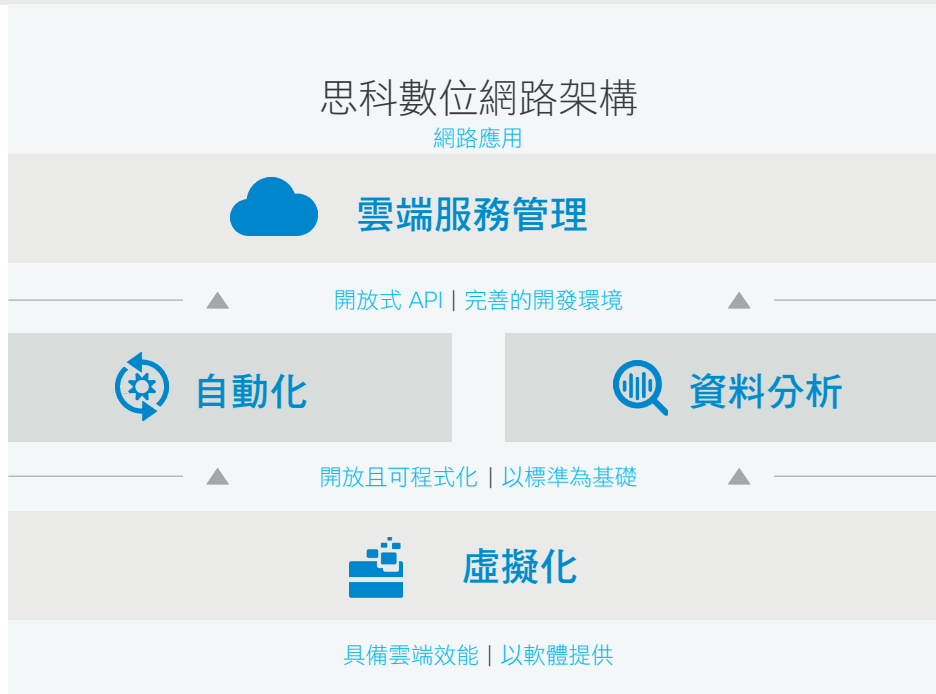 思科數位網路架構
網路應用
雲端服務管理
開放式 API | 完善的開發環境
自動化
資料分析
開放且可程式化 | 以標準為基礎
虛擬化
具備雲端效能 | 以軟體提供